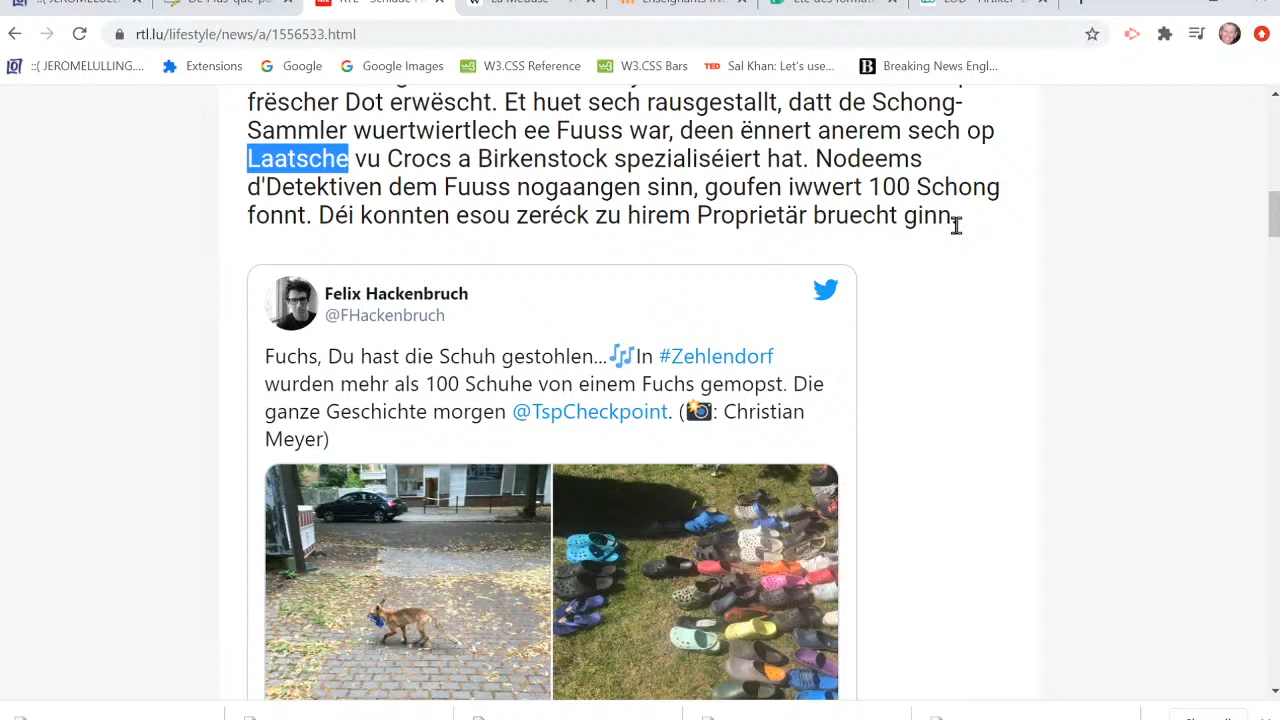 rtl.lu/lifestyle/news/a/1556533.html
::( JEROMELULLING....
Extensions
Google
Google Images
W3.CSS Reference
W3.CSS Bars
TED
Sal Khan: Let's use...
B
Breaking News Engl...
frëscher Dot erwëscht. Et huet sech rausgestallt, datt de Schong-
Sammler wuertwiertlech ee Fuuss war, deen ënnert anerem sech op
Laatsche vu Crocs a Birkenstock spezialiséiert hat. Nodeems
d'Detektiven dem Fuuss nogaangen sinn, goufen iwwert 100 Schong
fonnt. Déi konnten esou zeréck zu hirem Proprietär bruecht ginn.
Felix Hackenbruch
@FHackenbruch
Fuchs, Du hast die Schuh gestohlen...🎶In #Zehlendorf
wurden mehr als 100 Schuhe von einem Fuchs gemopst. Die
ganze Geschichte morgen @TspCheckpoint. (📸: Christian
Meyer)